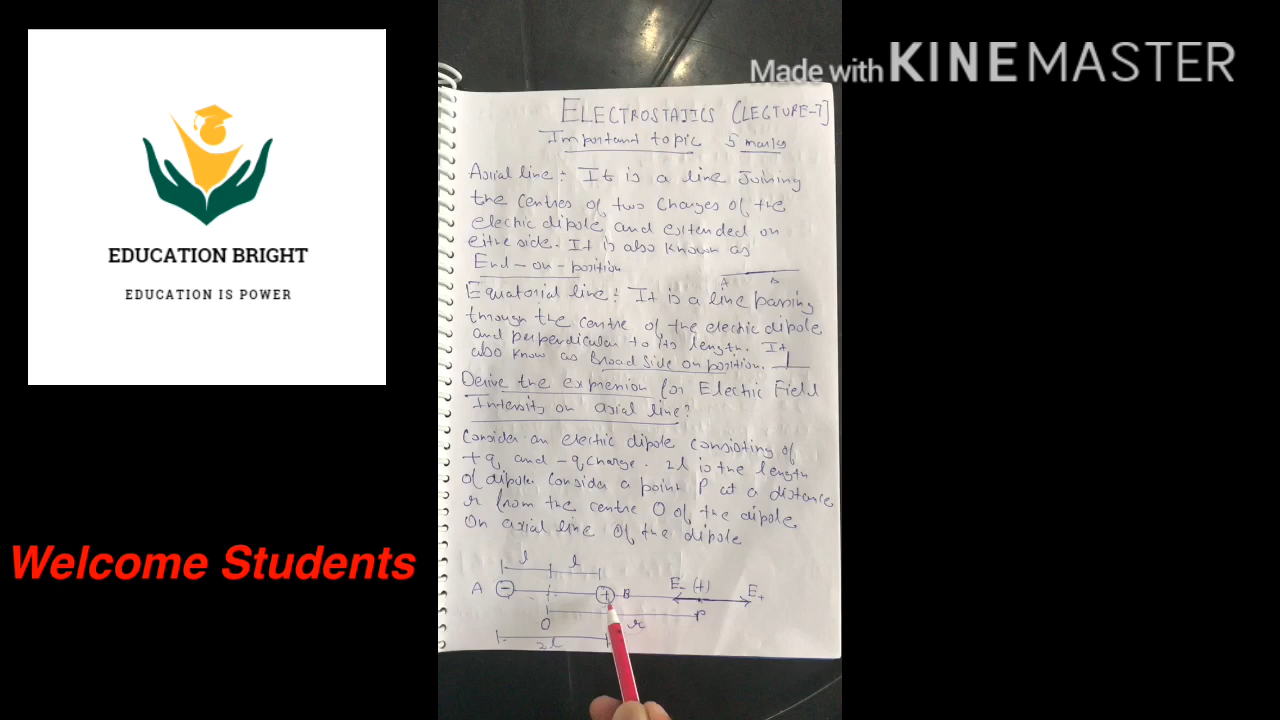 EDUCATION BRIGHT
EDUCATION IS POWER
Welcome Students
Made with KINEMASTER
ELECTROSTATICS (LECTURE-7]
Important topic 5 marks
Axial line :- It is a line Joining
the centres of two Charges of the
electric dipole and extended on
eithe side. It is also known as
End-on-position
A B
Equatorial line :- It is a line passing
through the centre of the electric dipole
and perpendicular to its length. It
also know as Broad Side on position.
Derive the expression for Electric Field
Intensity on axial line?
Consider an electric dipole consisting of
+q and -q charge. 2l is the length
of dipole. Consider a point P at a distance
r from the centre O of the dipole
on axial line of the dipole
l l
A - + B E- (+) E+
O r P
2l